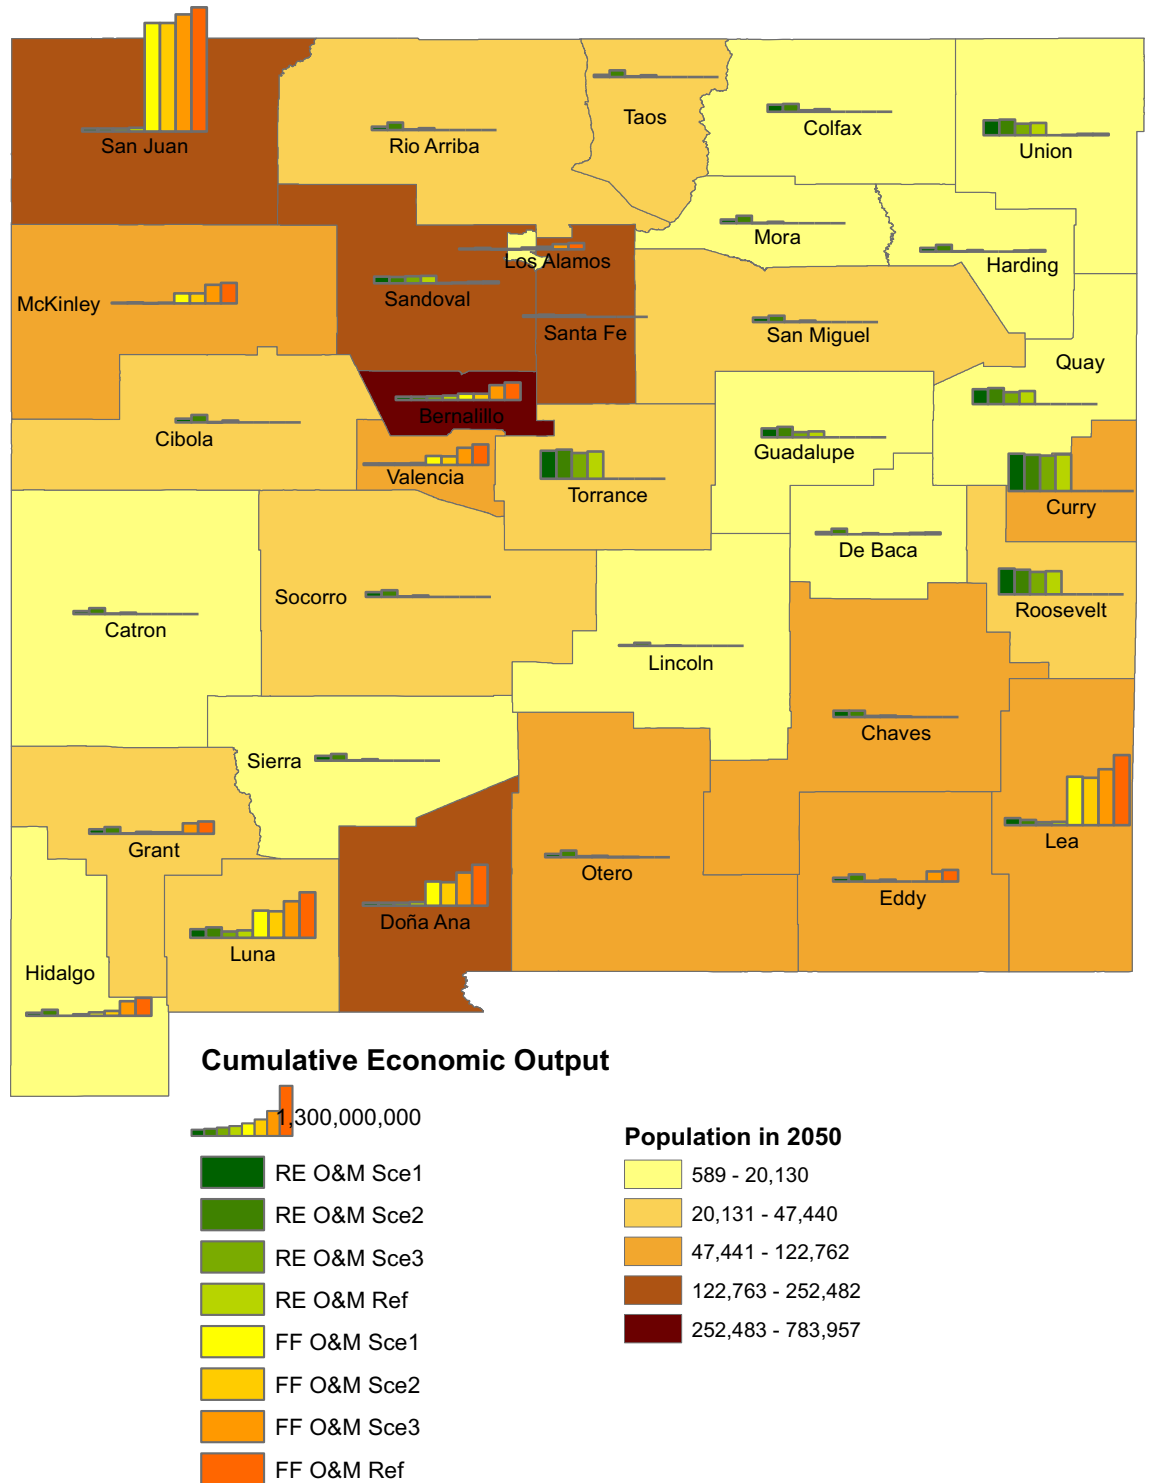 San Juan
Rio Arriba
Taos
Colfax
Union
Mora
Harding
Los Alamos
Sandoval
Santa Fe
San Miguel
McKinley
Quay
Bernalillo
Cibola
Valencia
Guadalupe
Torrance
Curry
De Baca
Socorro
Roosevelt
Catron
Lincoln
Chaves
Sierra
Grant
Otero
Lea
Eddy
Doña Ana
Luna
Hidalgo
Cumulative Economic Output
1,300,000,000
RE O&M Sce1
RE O&M Sce2
RE O&M Sce3
RE O&M Ref
FF O&M Sce1
FF O&M Sce2
FF O&M Sce3
FF O&M Ref
Population in 2050
589 - 20,130
20,131 - 47,440
47,441 - 122,762
122,763 - 252,482
252,483 - 783,957